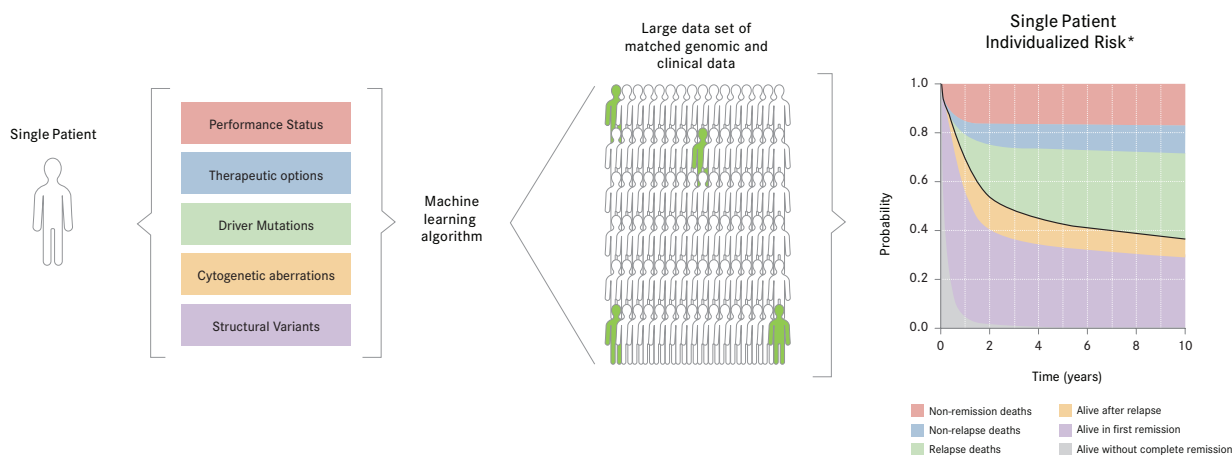 Single Patient
Performance Status
Therapeutic options
Driver Mutations
Cytogenetic aberrations
Structural Variants
Machine
learning
algorithm
Large data set of
matched genomic and
clinical data
Single Patient
Individualized Risk*
Probability
1.0
0.8
0.6
0.4
0.2
0.0
0 2 4 6 8 10
Time (years)
Non-remission deaths
Non-relapse deaths
Relapse deaths
Alive after relapse
Alive in first remission
Alive without complete remission